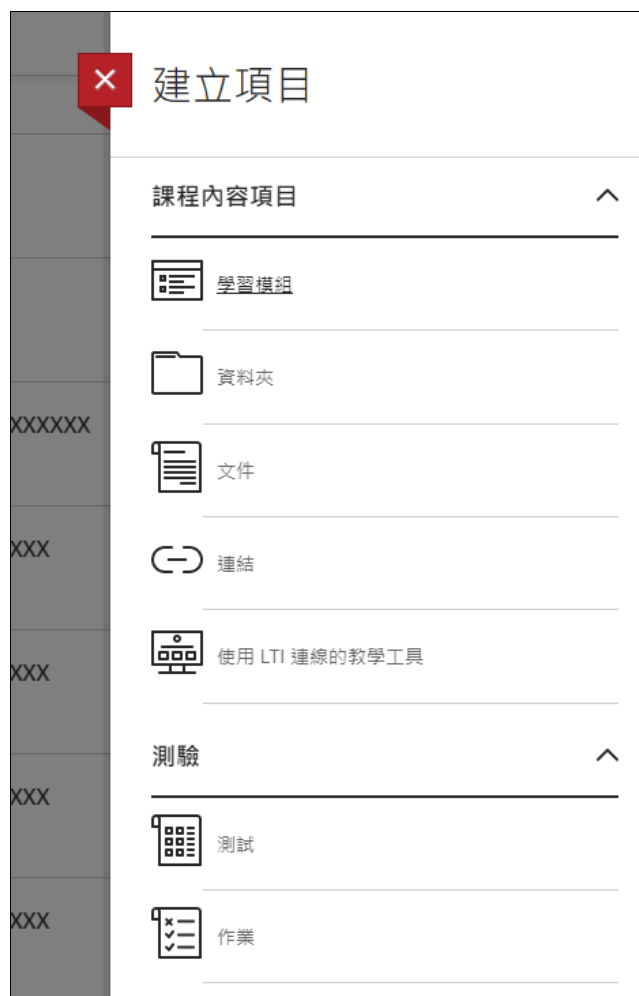 建立項目
課程內容項目
學習模組
資料夾
XXXXXX
文件
XXX
連結
XXX
使用 LTI 連線的教學工具
測驗
XXX
測試
XXX
作業